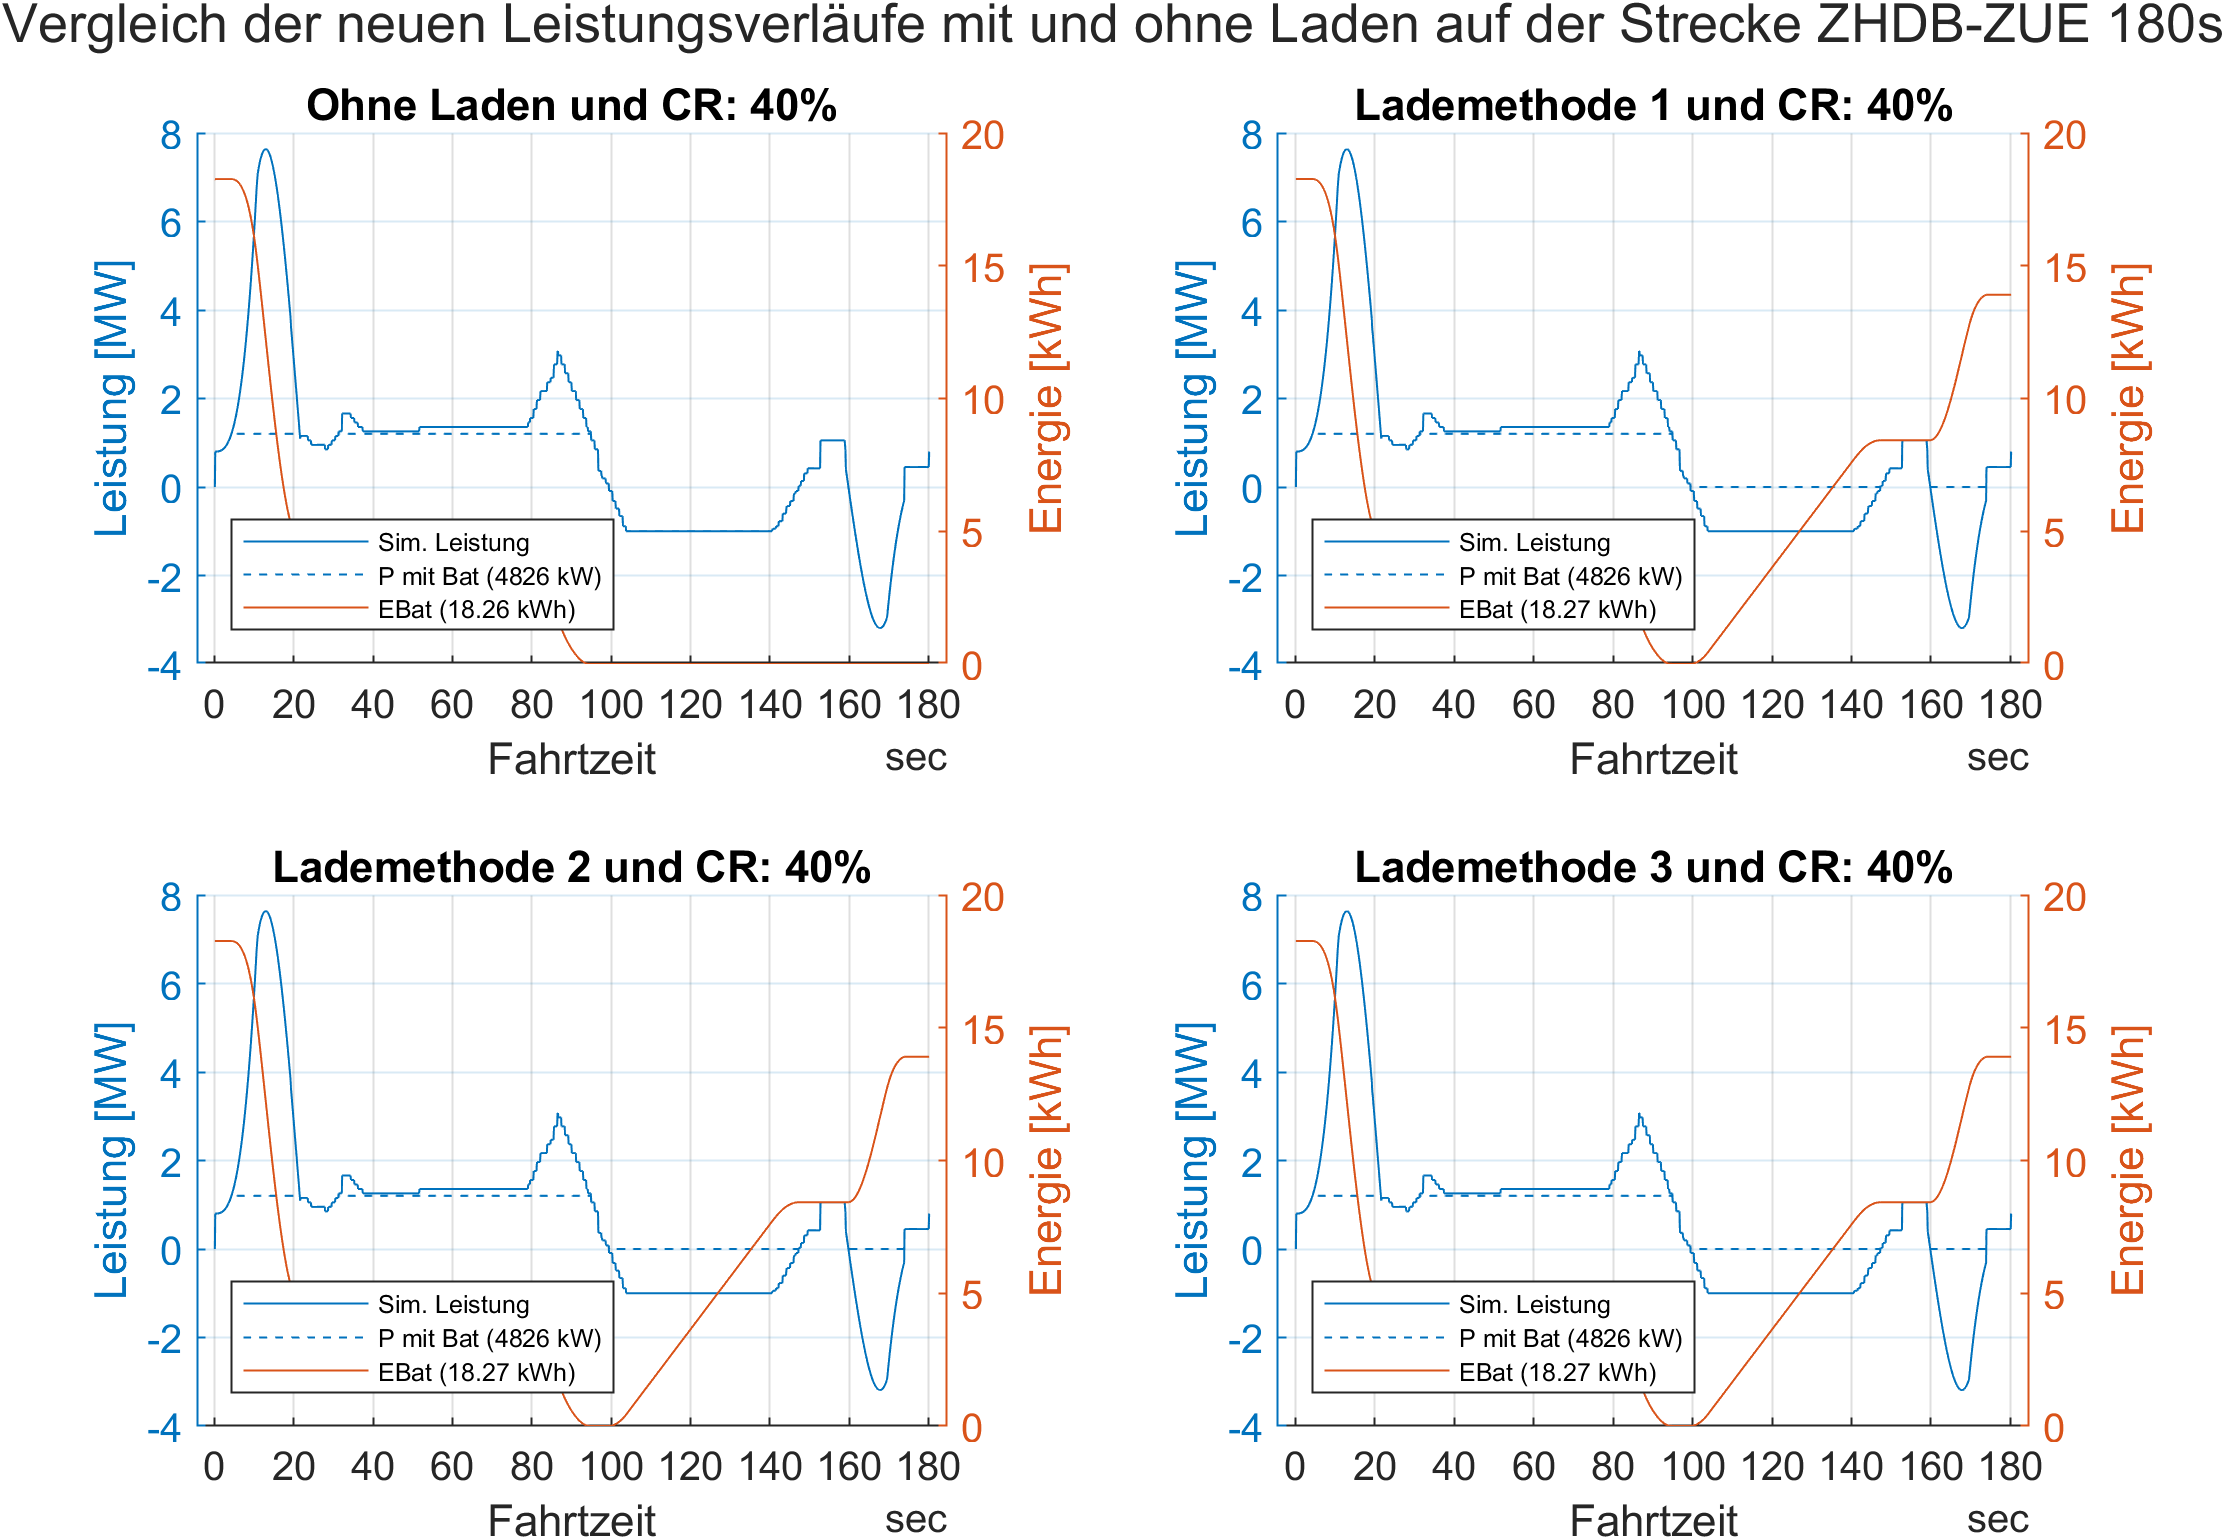 Vergleich der neuen Leistungsverläufe mit und ohne Laden auf der Strecke ZHDB-ZUE 180s
Ohne Laden und CR: 40%
8
6
4
2
0
-2
-4
Leistung [MW]
20
15
10
5
0
Energie [kWh]
Sim. Leistung
P mit Bat (4826 kW)
EBat (18.26 kWh)
0 20 40 60 80 100 120 140 160 180
Fahrtzeit
sec
Lademethode 1 und CR: 40%
8
6
4
2
0
-2
-4
Leistung [MW]
20
15
10
5
0
Energie [kWh]
Sim. Leistung
P mit Bat (4826 kW)
EBat (18.27 kWh)
0 20 40 60 80 100 120 140 160 180
Fahrtzeit
sec
Lademethode 2 und CR: 40%
8
6
4
2
0
-2
-4
Leistung [MW]
20
15
10
5
0
Energie [kWh]
Sim. Leistung
P mit Bat (4826 kW)
EBat (18.27 kWh)
0 20 40 60 80 100 120 140 160 180
Fahrtzeit
sec
Lademethode 3 und CR: 40%
8
6
4
2
0
-2
-4
Leistung [MW]
20
15
10
5
0
Energie [kWh]
Sim. Leistung
P mit Bat (4826 kW)
EBat (18.27 kWh)
0 20 40 60 80 100 120 140 160 180
Fahrtzeit
sec